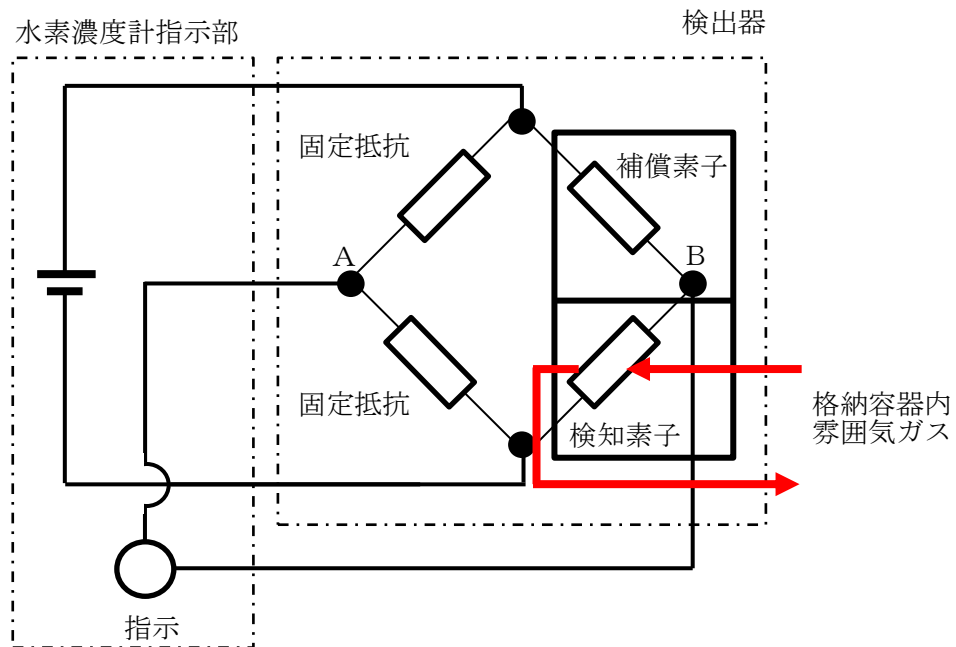 水素濃度計指示部
検出器
固定抵抗
補償素子
A
B
固定抵抗
検知素子
格納容器内
雰囲気ガス
指示